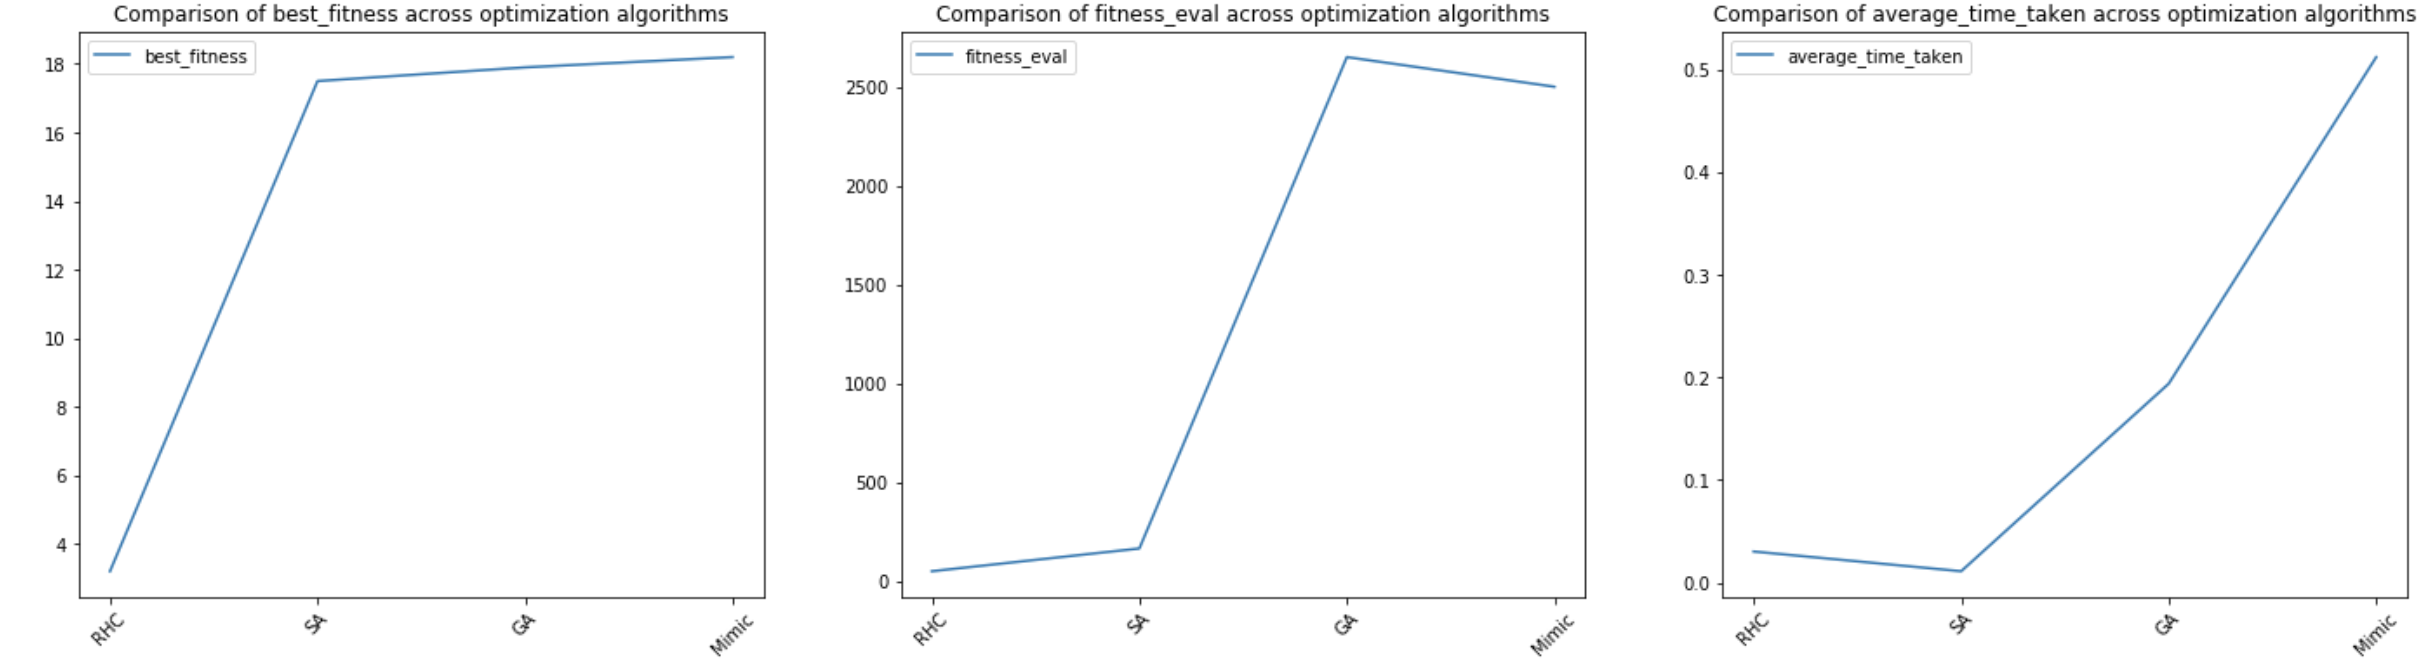 Comparison of best_fitness across optimization algorithms
best_fitness
18
16
14
12
10
8
6
4
RHC
SA
GA
Mimic
Comparison of fitness_eval across optimization algorithms
fitness_eval
2500
2000
1500
1000
500
0
RHC
SA
GA
Mimic
Comparison of average_time_taken across optimization algorithms
average_time_taken
0.5
0.4
0.3
0.2
0.1
0.0
RHC
SA
GA
Mimic